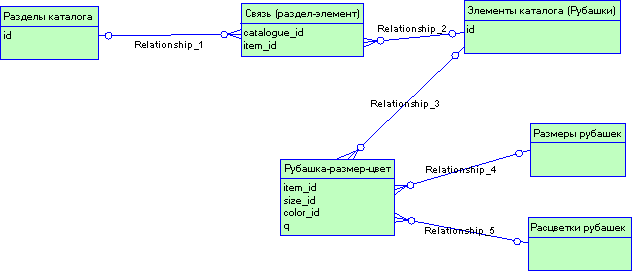 Разделы каталога
id
Relationship_1
Связь (раздел-элемент)
catalogue_id
item_id
Relationship_2
Элементы каталога (Рубашки)
id
Relationship_3
Рубашка-размер-цвет
item_id
size_id
color_id
q
Relationship_4
Размеры рубашек
Relationship_5
Расцветки рубашек